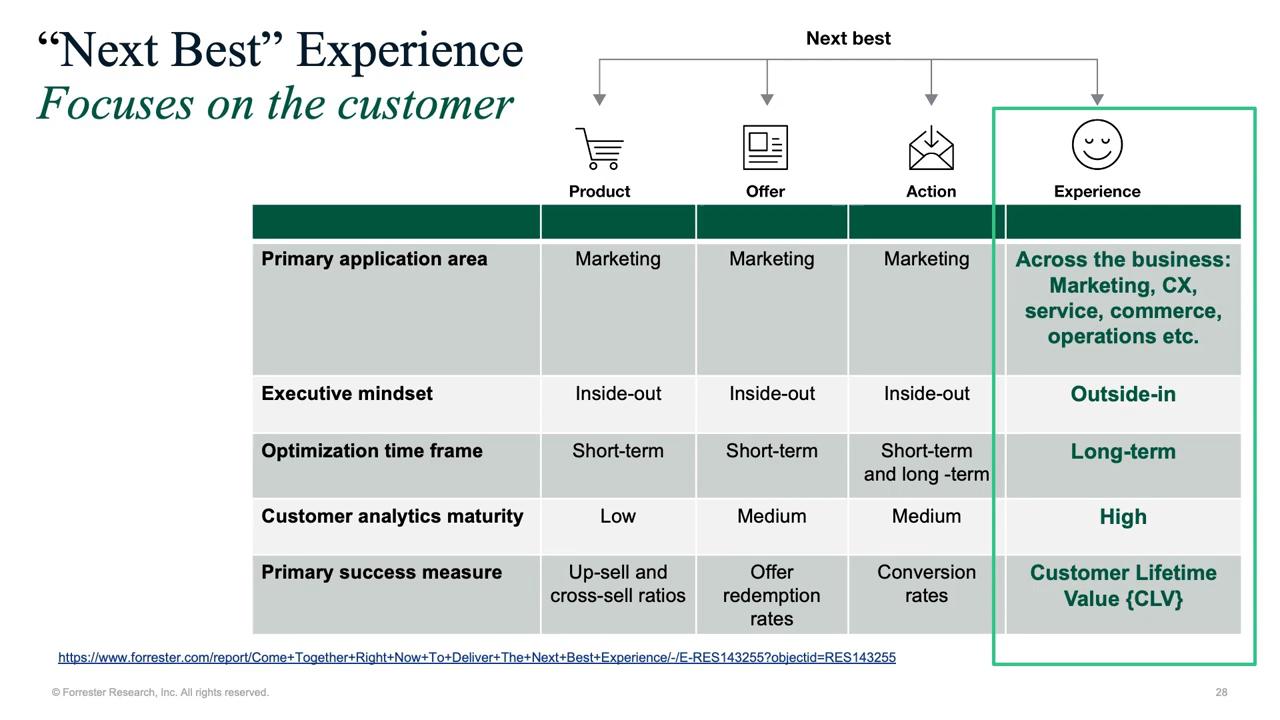 “Next Best” Experience
Focuses on the customer
Next best
Product
Offer
Action
Experience
Primary application area
Marketing
Marketing
Marketing
Across the business:
Marketing, CX,
service, commerce,
operations etc.
Executive mindset
Inside-out
Inside-out
Inside-out
Outside-in
Optimization time frame
Short-term
Short-term
Short-term
and long -term
Long-term
Customer analytics maturity
Low
Medium
Medium
High
Primary success measure
Up-sell and
cross-sell ratios
Offer
redemption
rates
Conversion
rates
Customer Lifetime
Value {CLV}
https://www.forrester.com/report/Come+Together+Right+Now+To+Deliver+The+Next+Best+Experience/-/E-RES143255?objectid=RES143255
© Forrester Research, Inc. All rights reserved.
28